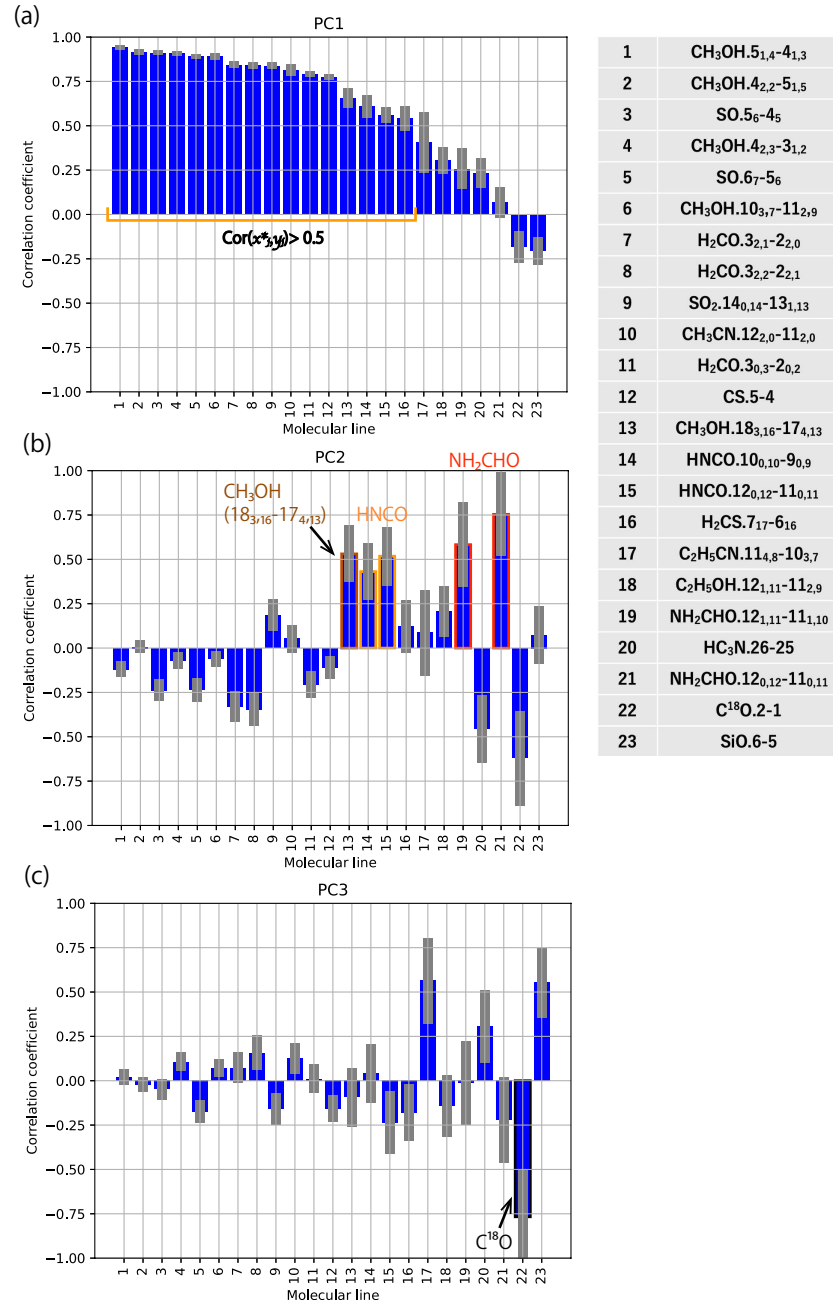 (a)
PC1
1.00
0.75
0.50
0.25
0.00
−0.25
−0.50
−0.75
−1.00
Correlation coefficient
Cor(x*ⱼ,yⱼ)> 0.5
1 2 3 4 5 6 7 8 9 10 11 12 13 14 15 16 17 18 19 20 21 22 23
Molecular line
(b)
PC2
1.00
0.75
0.50
0.25
0.00
−0.25
−0.50
−0.75
−1.00
Correlation coefficient
CH₃OH
(18₃,₁₆-17₄,₁₃)
HNCO
NH₂CHO
1 2 3 4 5 6 7 8 9 10 11 12 13 14 15 16 17 18 19 20 21 22 23
Molecular line
(c)
PC3
1.00
0.75
0.50
0.25
0.00
−0.25
−0.50
−0.75
−1.00
Correlation coefficient
C¹⁸O
1 2 3 4 5 6 7 8 9 10 11 12 13 14 15 16 17 18 19 20 21 22 23
Molecular line
1 CH₃OH.5₁,₄-4₁,₃
2 CH₃OH.4₂,₂-5₁,₅
3 SO.5₆-4₅
4 CH₃OH.4₂,₃-3₁,₂
5 SO.6₇-5₆
6 CH₃OH.10₃,₇-11₂,₉
7 H₂CO.3₂,₁-2₂,₀
8 H₂CO.3₂,₂-2₂,₁
9 SO₂.14₀,₁₄-13₁,₁₃
10 CH₃CN.12₂,₀-11₂,₀
11 H₂CO.3₀,₃-2₀,₂
12 CS.5-4
13 CH₃OH.18₃,₁₆-17₄,₁₃
14 HNCO.10₀,₁₀-9₀,₉
15 HNCO.12₀,₁₂-11₀,₁₁
16 H₂CS.7₁₇-6₁₆
17 C₂H₅CN.11₄,₈-10₃,₇
18 C₂H₅OH.12₁,₁₁-11₂,₉
19 NH₂CHO.12₁,₁₁-11₁,₁₀
20 HC₃N.26-25
21 NH₂CHO.12₀,₁₂-11₀,₁₁
22 C¹⁸O.2-1
23 SiO.6-5